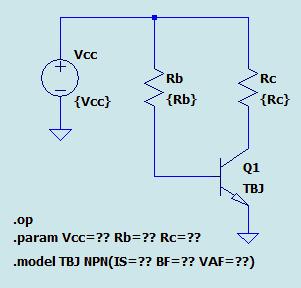 Vcc
{Vcc}
Rb
{Rb}
Rc
{Rc}
Q1
TBJ
.op
.param Vcc=?? Rb=?? Rc=??
.model TBJ NPN(IS=?? BF=?? VAF=??)